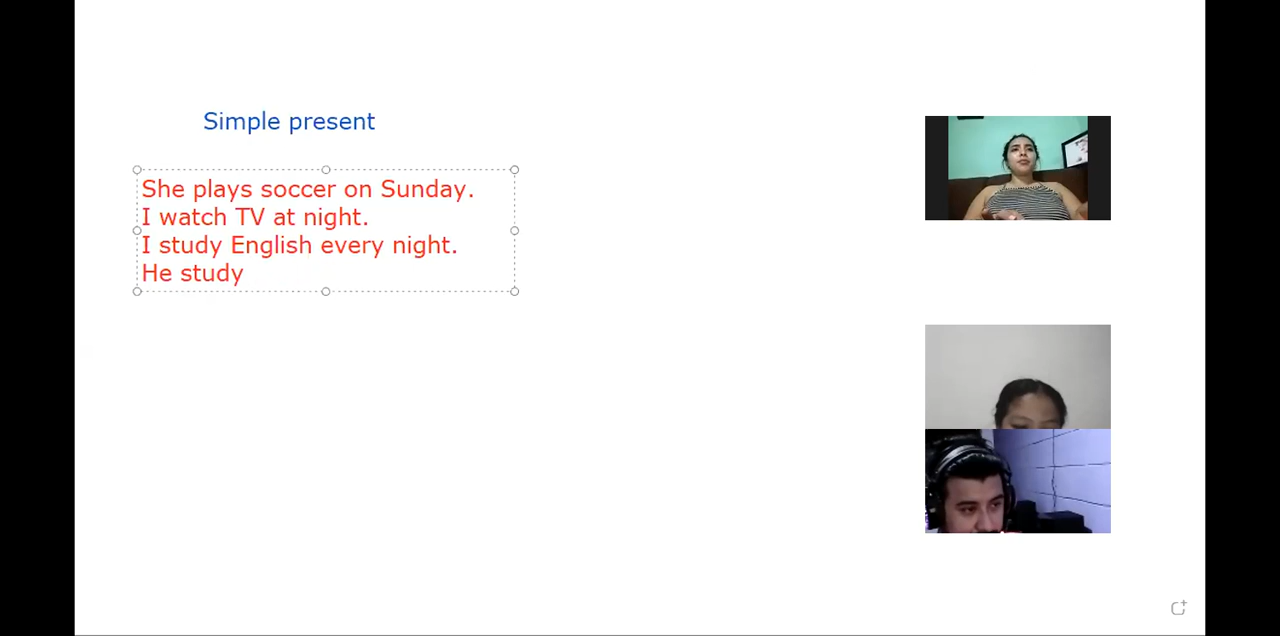 Simple present
She plays soccer on Sunday.
I watch TV at night.
I study English every night.
He study